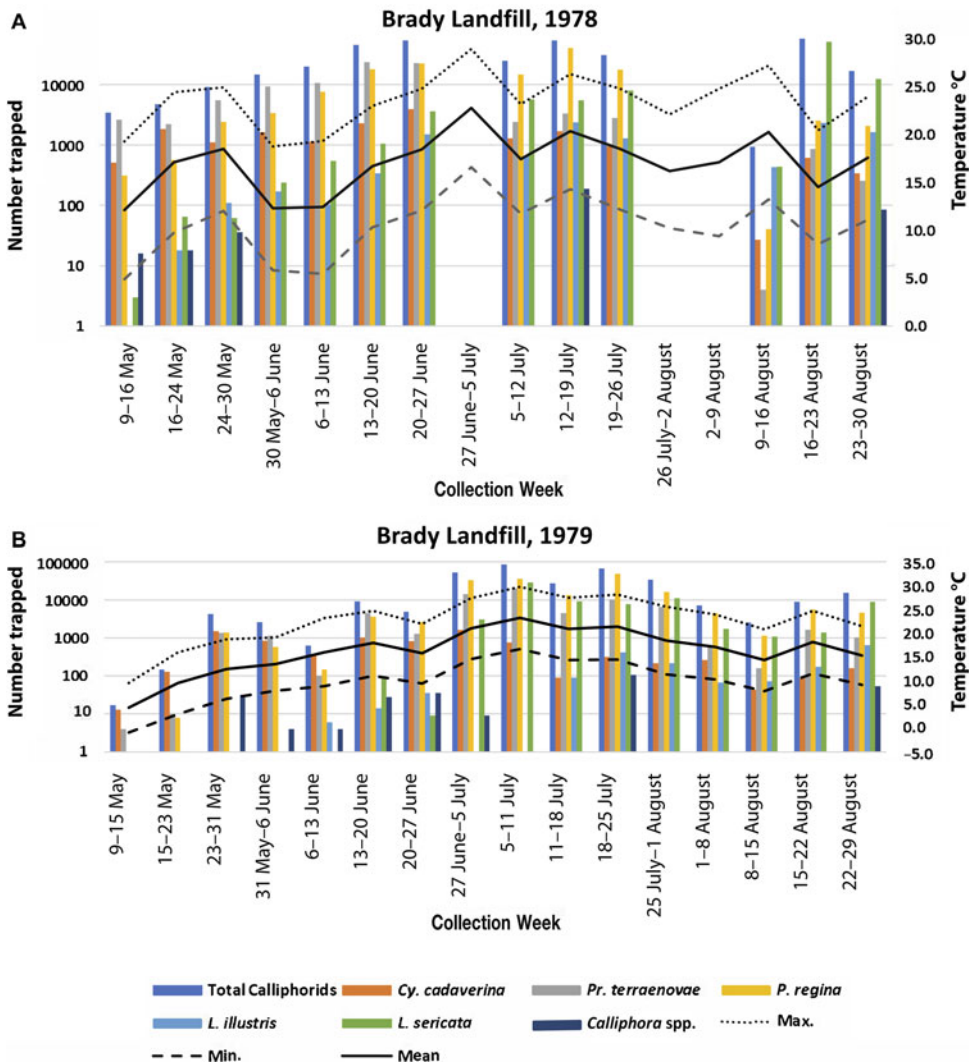 A
Brady Landfill, 1978
Number trapped
10000
1000
100
10
1
30.0
25.0
20.0
15.0
10.0
5.0
0.0
Temperature °C
9–16 May
16–24 May
24–30 May
30 May–6 June
6–13 June
13–20 June
20–27 June
27 June–5 July
5–12 July
12–19 July
19–26 July
26 July–2 August
2–9 August
9–16 August
16–23 August
23–30 August
Collection Week
B
Brady Landfill, 1979
Number trapped
100000
10000
1000
100
10
1
35.0
30.0
25.0
20.0
15.0
10.0
5.0
0.0
−5.0
Temperature °C
9–15 May
15–23 May
23–31 May
31 May–6 June
6–13 June
13–20 June
20–27 June
27 June–5 July
5–11 July
11–18 July
18–25 July
25 July–1 August
1–8 August
8–15 August
15–22 August
22–29 August
Collection Week
Total Calliphorids
Cy. cadaverina
Pr. terraenovae
P. regina
L. illustris
L. sericata
Calliphora spp.
Max.
Min.
Mean